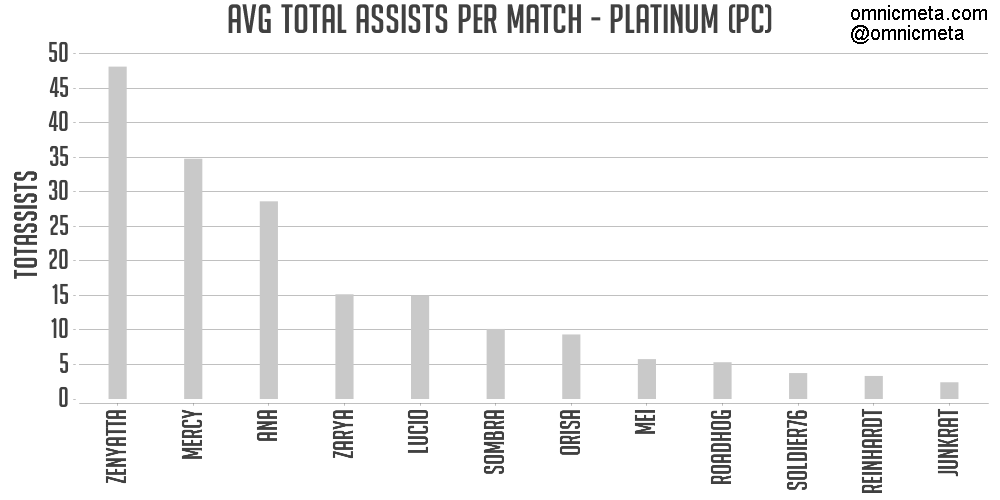 AVG TOTAL ASSISTS PER MATCH - PLATINUM (PC)
omnicmeta.com
@omnicmeta
TOTASSISTS
50
45
40
35
30
25
20
15
10
5
0
ZENYATTA
MERCY
ANA
ZARYA
LUCIO
SOMBRA
ORISA
MEI
ROADHOG
SOLDIER76
REINHARDT
JUNKRAT